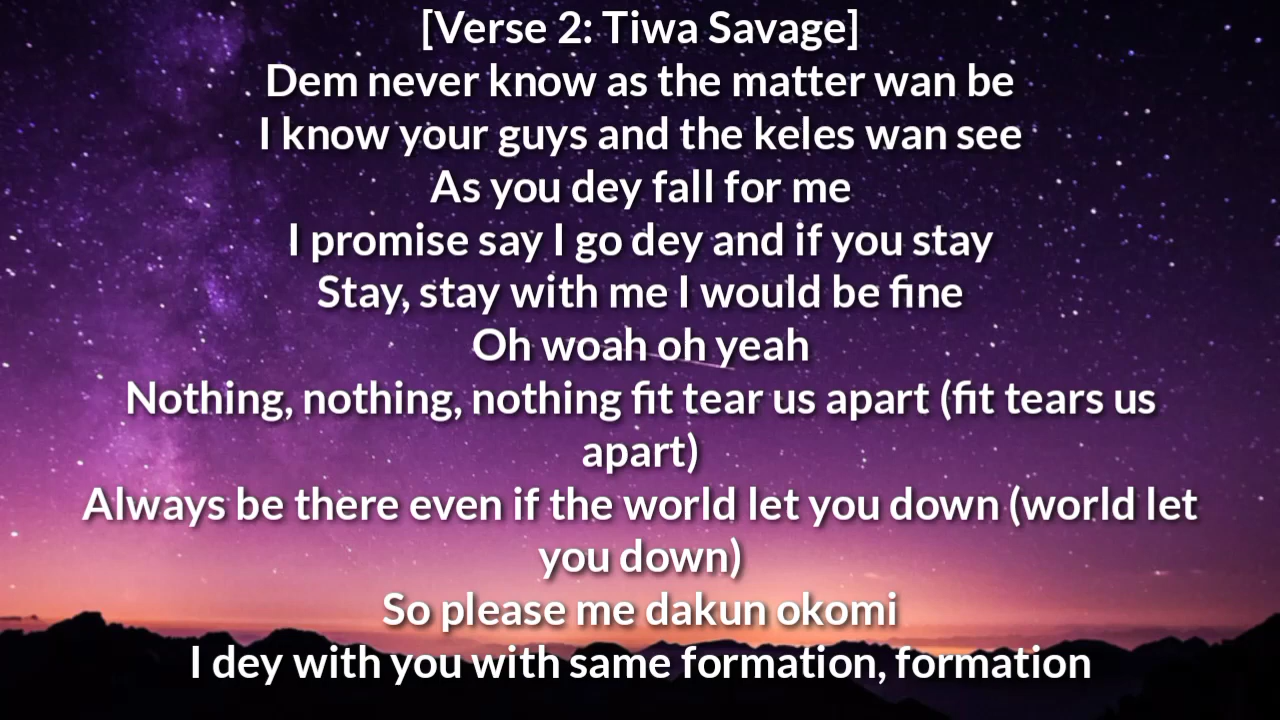 [Verse 2: Tiwa Savage]
Dem never know as the matter wan be
I know your guys and the keles wan see
As you dey fall for me
I promise say I go dey and if you stay
Stay, stay with me I would be fine
Oh woah oh yeah
Nothing, nothing, nothing fit tear us apart (fit tears us
apart)
Always be there even if the world let you down (world let
you down)
So please me dakun okomi
I dey with you with same formation, formation